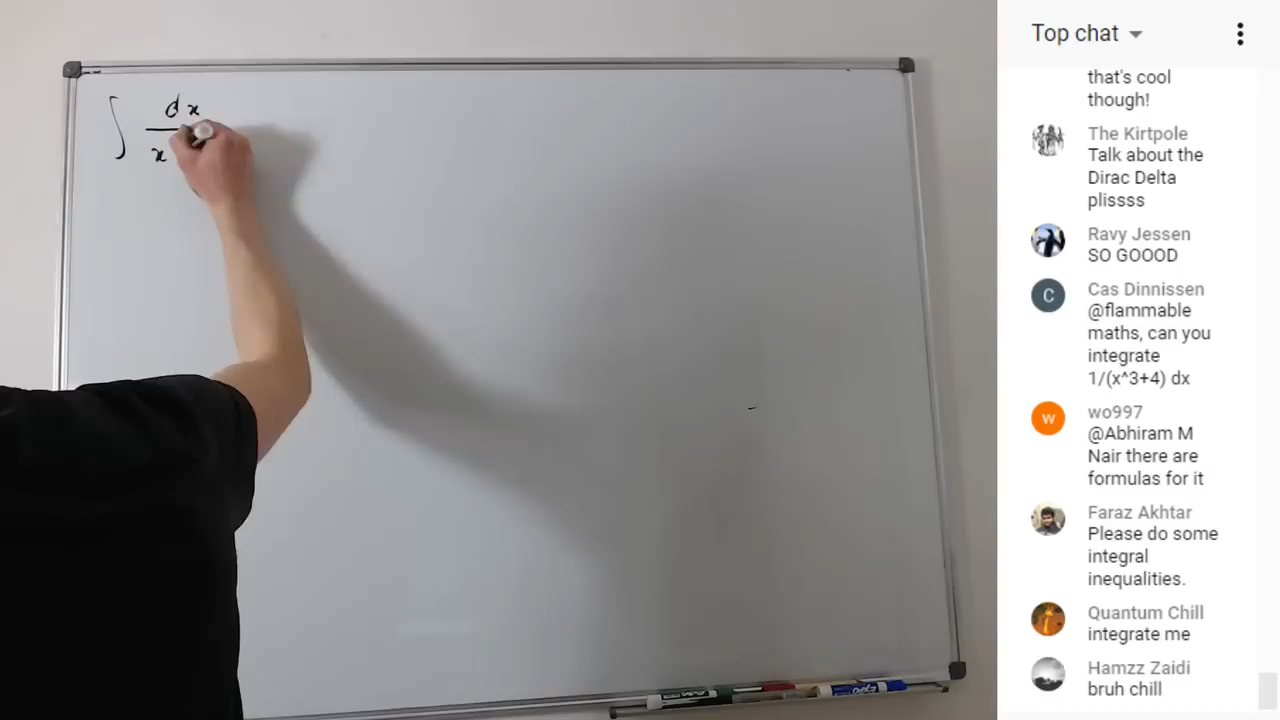 ∫ dx
x
Top chat
that's cool
though!
The Kirtpole
Talk about the
Dirac Delta
plissss
Ravy Jessen
SO GOOOD
C
Cas Dinnissen
@flammable
maths, can you
integrate
1/(x^3+4) dx
w
wo997
@Abhiram M
Nair there are
formulas for it
Faraz Akhtar
Please do some
integral
inequalities.
Quantum Chill
integrate me
Hamzz Zaidi
bruh chill